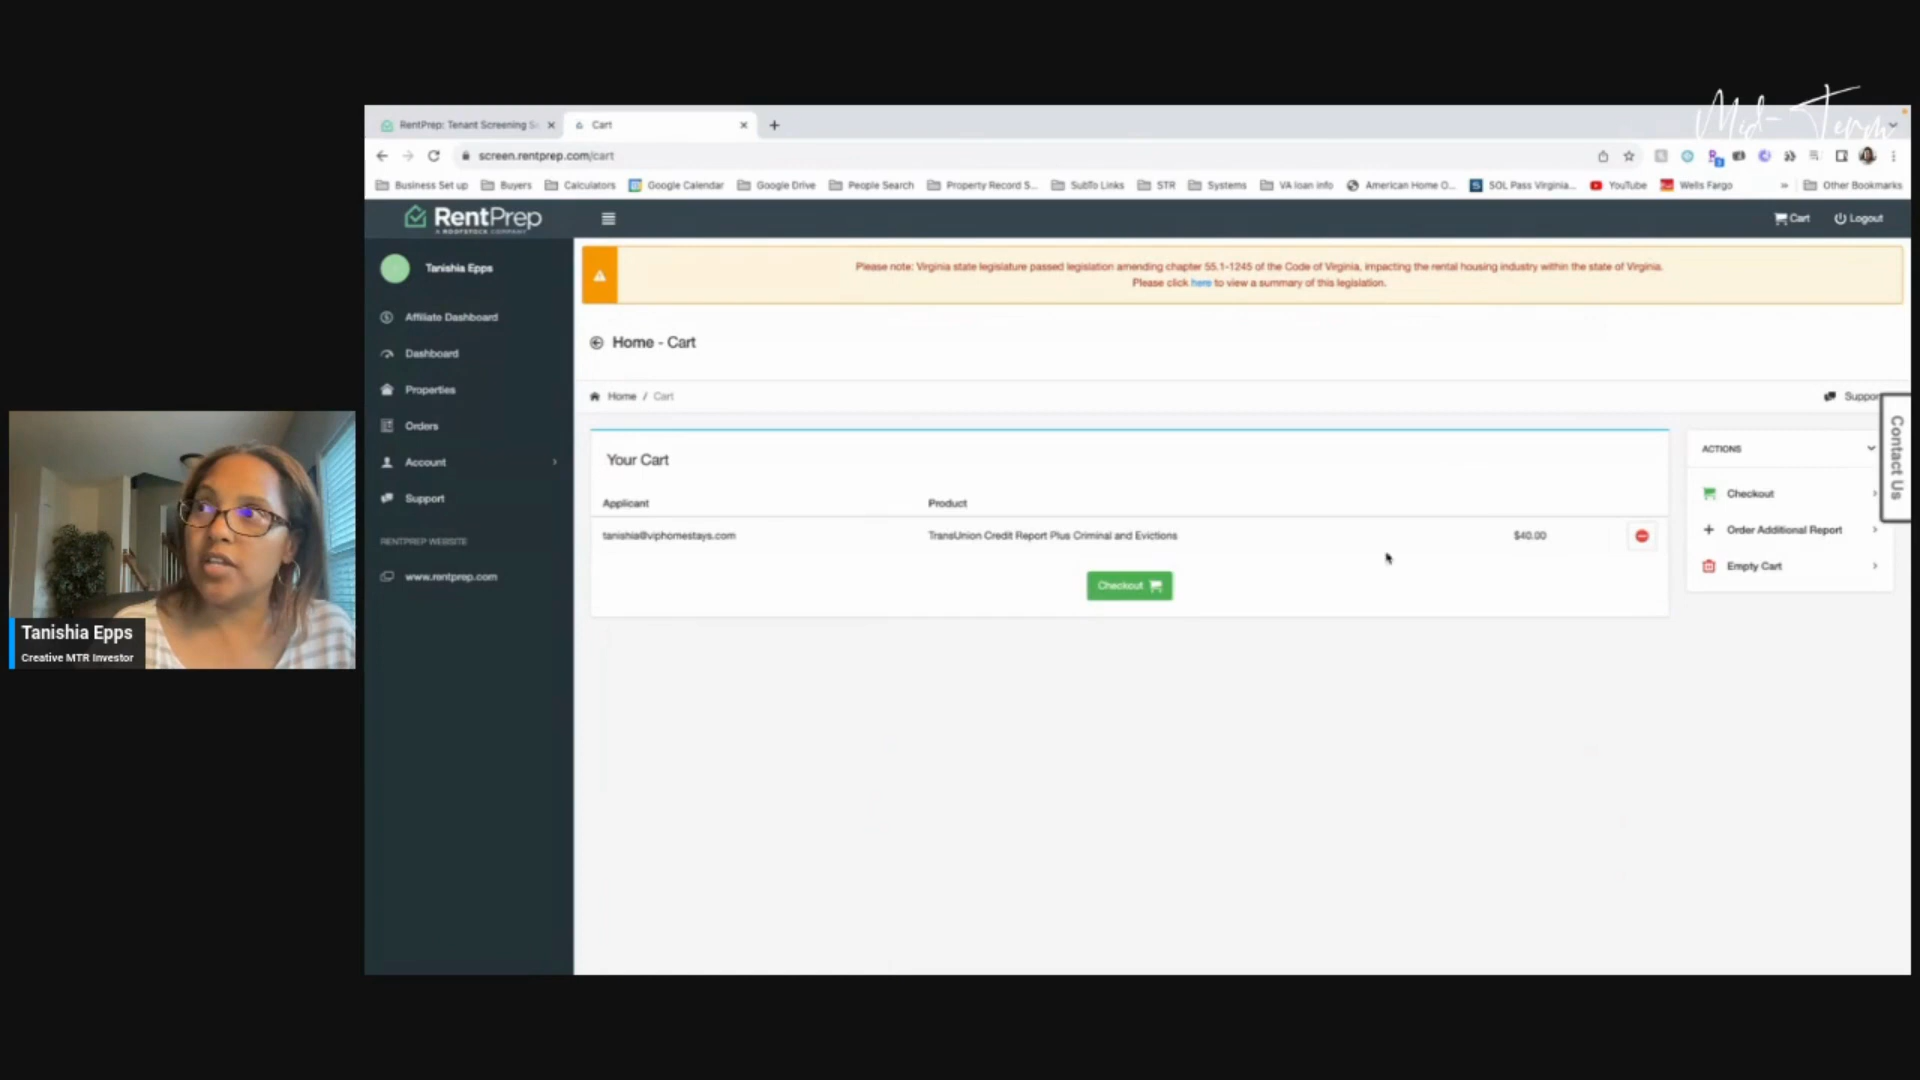 Mid-Term
RentPrep: Tenant Screening S
Cart
screen.rentprep.com/cart
Business Set up
Buyers
Calculators
Google Calendar
Google Drive
People Search
Property Record S...
SubTo Links
STR
Systems
VA loan info
American Home O...
SOL Pass Virginia...
YouTube
Wells Fargo
»
Other Bookmarks
RentPrep
A ROOFSTOCK COMPANY
Cart
Logout
Tanishia Epps
Affiliate Dashboard
Dashboard
Properties
Orders
Account
Support
RENTPREP WEBSITE
www.rentprep.com
Please note: Virginia state legislature passed legislation amending chapter 55.1-1245 of the Code of Virginia, impacting the rental housing industry within the state of Virginia.
Please click here to view a summary of this legislation.
Home - Cart
Home / Cart
Suppor
Your Cart
Applicant Product
tanishia@viphomestays.com TransUnion Credit Report Plus Criminal and Evictions $40.00
Checkout
ACTIONS
Checkout
Order Additional Report
Empty Cart
Contact Us
Tanishia Epps
Creative MTR Investor